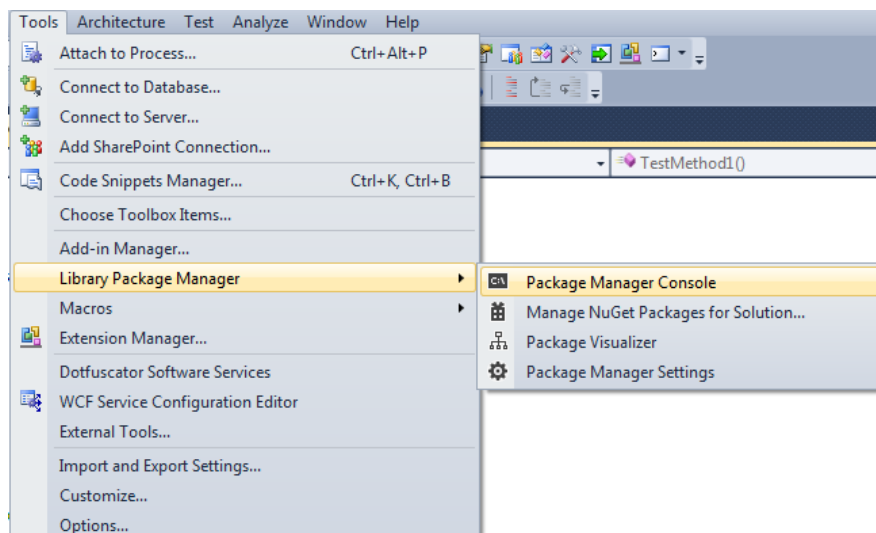 Tools Architecture Test Analyze Window Help
Attach to Process... Ctrl+Alt+P
Connect to Database...
Connect to Server...
Add SharePoint Connection...
TestMethod1()
Code Snippets Manager... Ctrl+K, Ctrl+B
Choose Toolbox Items...
Add-in Manager...
Library Package Manager
Package Manager Console
Macros
Manage NuGet Packages for Solution...
Extension Manager...
Package Visualizer
Dotfuscator Software Services
Package Manager Settings
WCF Service Configuration Editor
External Tools...
Import and Export Settings...
Customize...
Options...